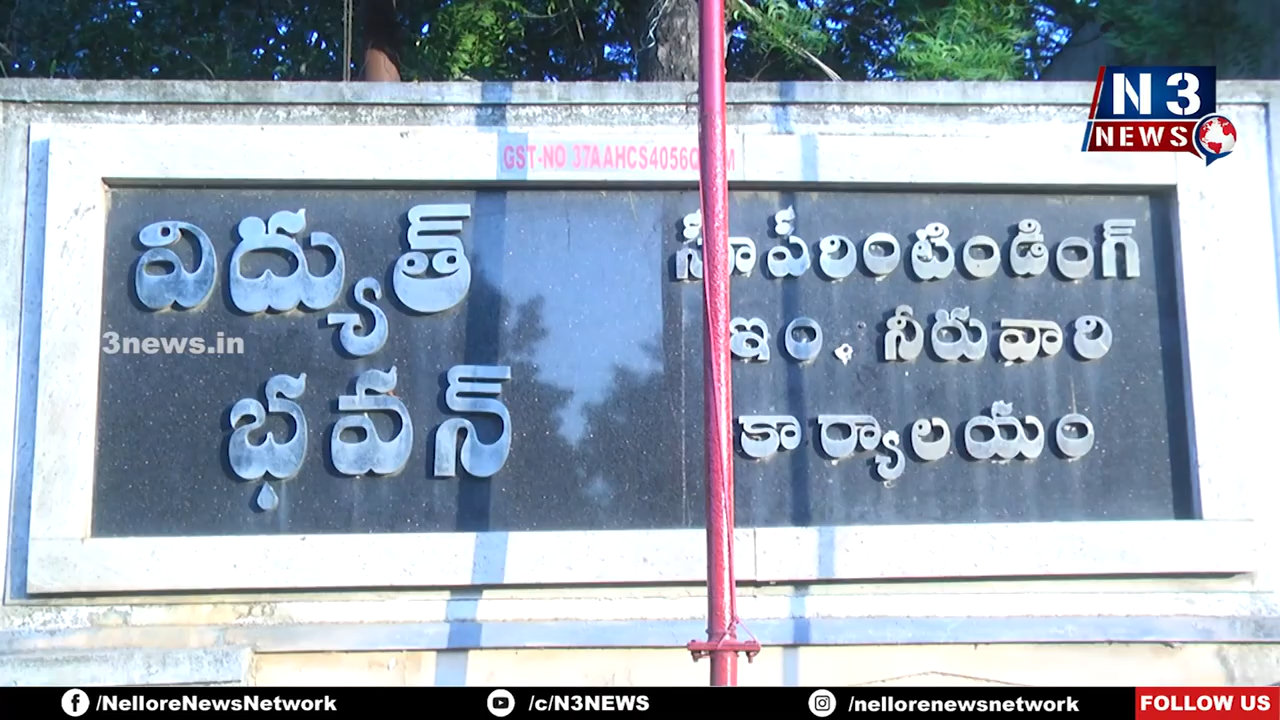 N3
NEWS
GST-NO 37AAHCS4056
విద్యుత్
భవన్
సూపరింటిండింగ్
ఇం. నీరువారి
కార్యాలయం
3news.in
/NelloreNewsNetwork
/c/N3NEWS
/nellorenewsnetwork
FOLLOW US